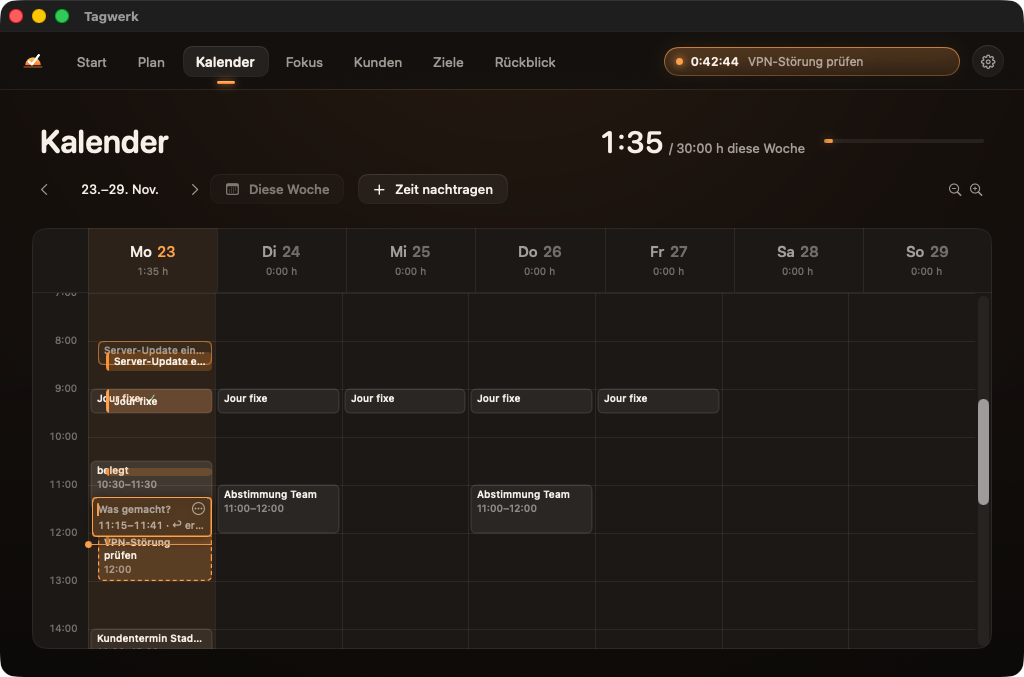 Tagwerk
Start
Plan
Kalender
Fokus
Kunden
Ziele
Rückblick
0:42:44 VPN-Störung prüfen
Kalender
1:35 / 30:00 h diese Woche
23.–29. Nov.
Diese Woche
+ Zeit nachtragen
Mo 23
1:35 h
Di 24
0:00 h
Mi 25
0:00 h
Do 26
0:00 h
Fr 27
0:00 h
Sa 28
0:00 h
So 29
0:00 h
7:00
8:00
Server-Update ein...
Server-Update e...
9:00
Jour fixe
Jour fixe
Jour fixe
Jour fixe
Jour fixe
Jour fixe
10:00
belegt
10:30–11:30
11:00
Abstimmung Team
11:00–12:00
Abstimmung Team
11:00–12:00
Was gemacht?
11:15–11:41 · ↩ er...
12:00
VPN-Störung
prüfen
12:00
13:00
14:00
Kundentermin Stad...